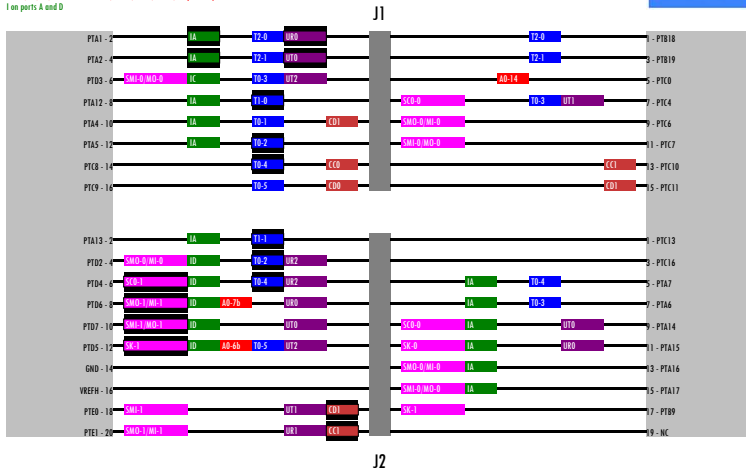 I on ports A and D
J1
PTA1 - 2 IA T2-0 UR0 T2-0 1 - PTB18
PTA2 - 4 IA T2-1 UT0 T2-1 3 - PTB19
PTD3 - 6 SMI-0/MO-0 IC T0-3 UT2 A0-14 5 - PTC0
PTA12 - 8 IA T1-0 SC0-0 T0-3 UT1 7 - PTC4
PTA4 - 10 IA T0-1 CD1 SMO-0/MI-0 9 - PTC6
PTA5 - 12 IA T0-2 SMI-0/MO-0 11 - PTC7
PTC8 - 14 T0-4 CC0 CC1 13 - PTC10
PTC9 - 16 T0-5 CD0 CD1 15 - PTC11
PTA13 - 2 IA T1-1 1 - PTC13
PTD2 - 4 SMO-0/MI-0 ID T0-2 UR2 3 - PTC16
PTD4 - 6 SC0-1 ID T0-4 UR2 IA T0-4 5 - PTA7
PTD6 - 8 SMO-1/MI-1 ID A0-7b UR0 IA T0-3 7 - PTA6
PTD7 - 10 SMI-1/MO-1 ID UT0 SC0-0 IA UT0 9 - PTA14
PTD5 - 12 SK-1 ID A0-6b T0-5 UT2 SK-0 IA UR0 11 - PTA15
GND - 14 SMO-0/MI-0 IA 13 - PTA16
VREFH - 16 SMI-0/MO-0 IA 15 - PTA17
PTE0 - 18 SMI-1 UT1 CD1 SK-1 17 - PTB9
PTE1 - 20 SMO-1/MI-1 UR1 CC1 19 - NC
J2